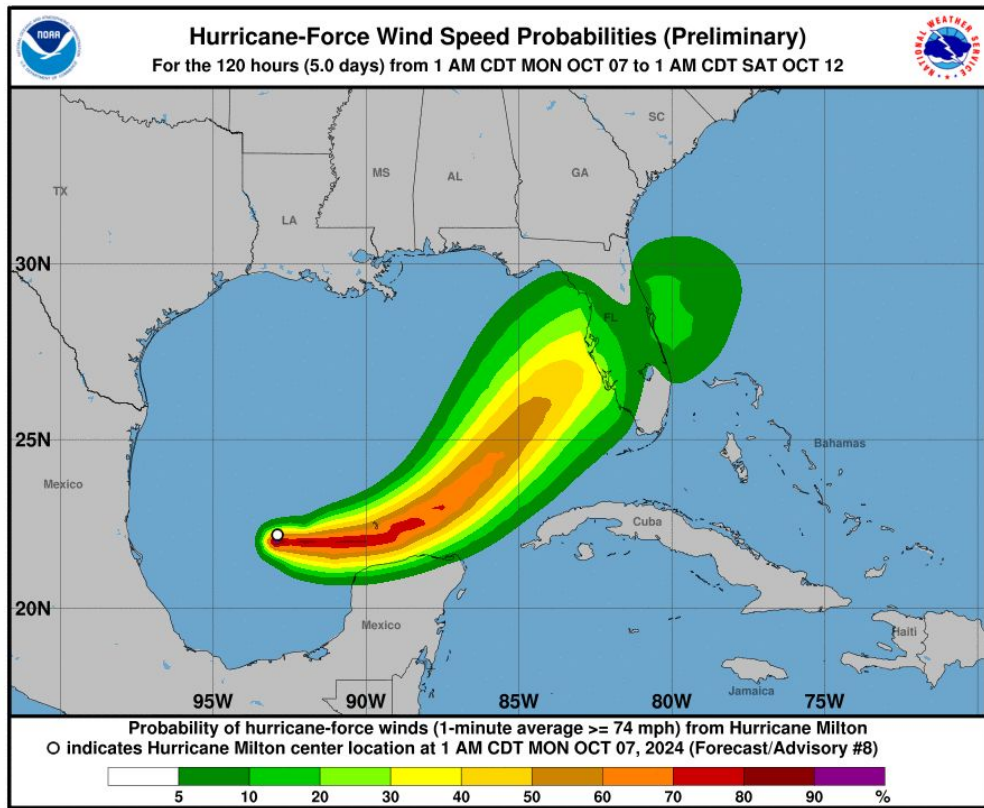 Hurricane-Force Wind Speed Probabilities (Preliminary)
For the 120 hours (5.0 days) from 1 AM CDT MON OCT 07 to 1 AM CDT SAT OCT 12
NOAA
NATIONAL WEATHER SERVICE
SC
MS
AL
GA
TX
LA
30N
FL
25N
Bahamas
Mexico
Cuba
20N
Mexico
Haiti
Jamaica
95W 90W 85W 80W 75W
Probability of hurricane-force winds (1-minute average >= 74 mph) from Hurricane Milton
O indicates Hurricane Milton center location at 1 AM CDT MON OCT 07, 2024 (Forecast/Advisory #8)
5 10 20 30 40 50 60 70 80 90 %